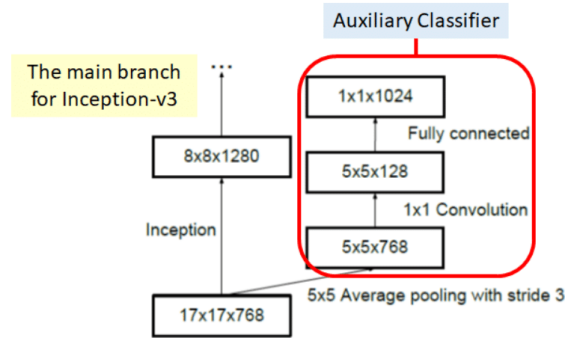 Auxiliary Classifier
The main branch
for Inception-v3
...
1x1x1024
Fully connected
8x8x1280
5x5x128
1x1 Convolution
Inception
5x5x768
5x5 Average pooling with stride 3
17x17x768